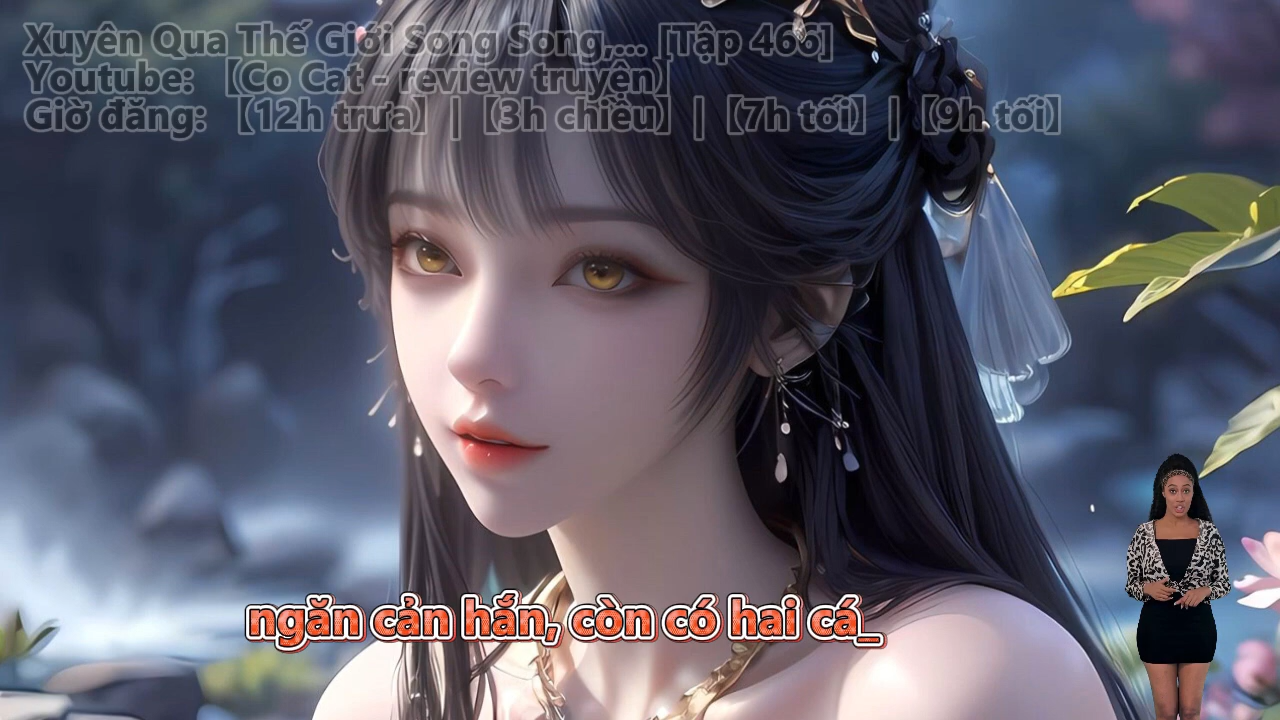 Xuyên Qua Thế Giới Song Song,... [Tập 466]
Youtube: [Co Cat - review truyện]
Giờ đăng: [12h trưa] | [3h chiều] | [7h tối] | [9h tối]
ngăn cản hắn, còn có hai cá_